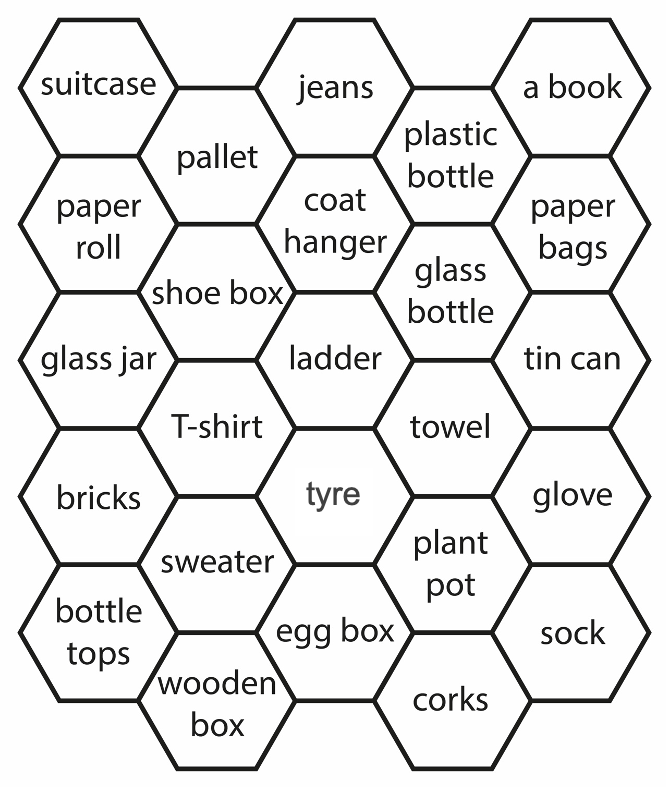 suitcase
jeans
a book
pallet
plastic
bottle
paper
roll
coat
hanger
paper
bags
shoe box
glass
bottle
glass jar
ladder
tin can
T-shirt
towel
bricks
tyre
glove
sweater
plant
pot
bottle
tops
egg box
sock
wooden
box
corks